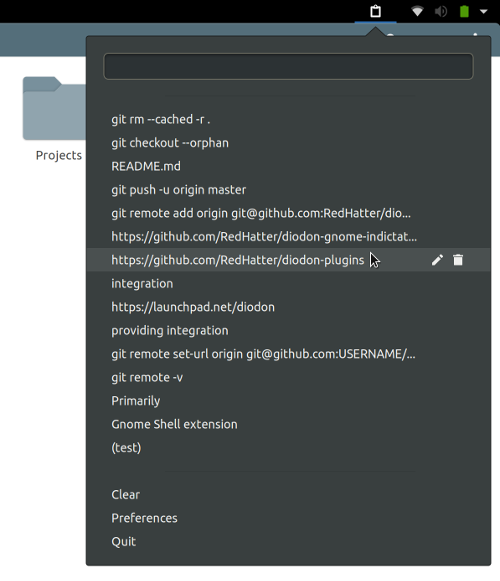 Projects
git rm --cached -r .
git checkout --orphan
README.md
git push -u origin master
git remote add origin git@github.com:RedHatter/dio...
https://github.com/RedHatter/diodon-gnome-indictat...
https://github.com/RedHatter/diodon-plugins
integration
https://launchpad.net/diodon
providing integration
git remote set-url origin git@github.com:USERNAME/...
git remote -v
Primarily
Gnome Shell extension
(test)
Clear
Preferences
Quit